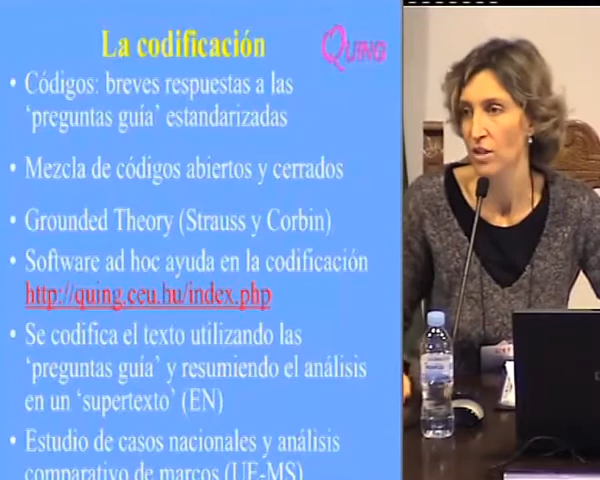 La codificación
QUING
• Códigos: breves respuestas a las
'preguntas guía' estandarizadas
• Mezcla de códigos abiertos y cerrados
• Grounded Theory (Strauss y Corbin)
• Software ad hoc ayuda en la codificación
http://quing.ceu.hu/index.php
• Se codifica el texto utilizando las
'preguntas guía' y resumiendo el análisis
en un 'supertexto' (EN)
• Estudio de casos nacionales y análisis
comparativo de marcos (UE-MS)